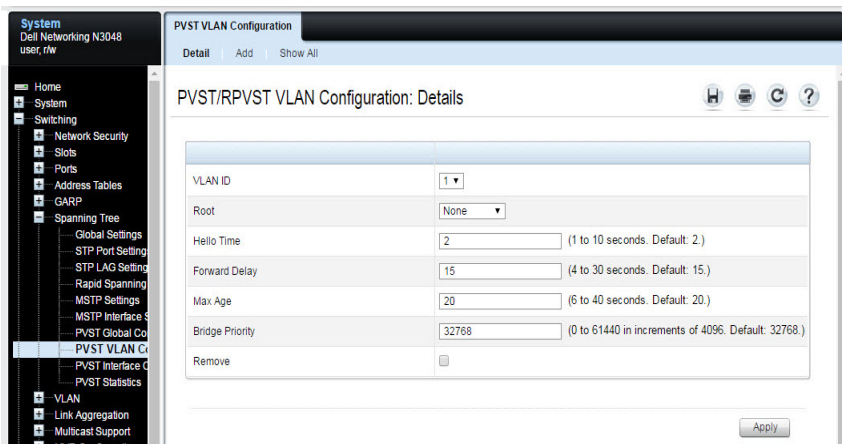 System
Dell Networking N3048
user, r/w
Home
System
Switching
Network Security
Slots
Ports
Address Tables
GARP
Spanning Tree
Global Settings
STP Port Setting
STP LAG Setting
Rapid Spanning
MSTP Settings
MSTP Interface S
PVST Global Co
PVST VLAN Co
PVST Interface C
PVST Statistics
VLAN
Link Aggregation
Multicast Support
PVST VLAN Configuration
Detail Add Show All
PVST/RPVST VLAN Configuration: Details
VLAN ID 1
Root None
Hello Time 2 (1 to 10 seconds. Default: 2.)
Forward Delay 15 (4 to 30 seconds. Default: 15.)
Max Age 20 (6 to 40 seconds. Default: 20.)
Bridge Priority 32768 (0 to 61440 in increments of 4096. Default: 32768.)
Remove
Apply